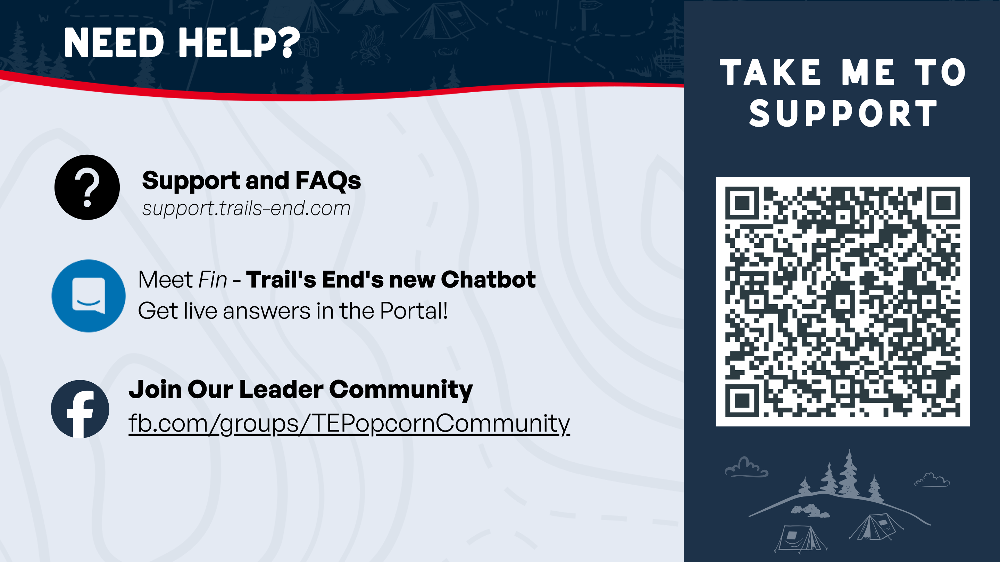 NEED HELP?
Support and FAQs
support.trails-end.com
Meet Fin - Trail's End's new Chatbot
Get live answers in the Portal!
Join Our Leader Community
fb.com/groups/TEPopcornCommunity
TAKE ME TO
SUPPORT